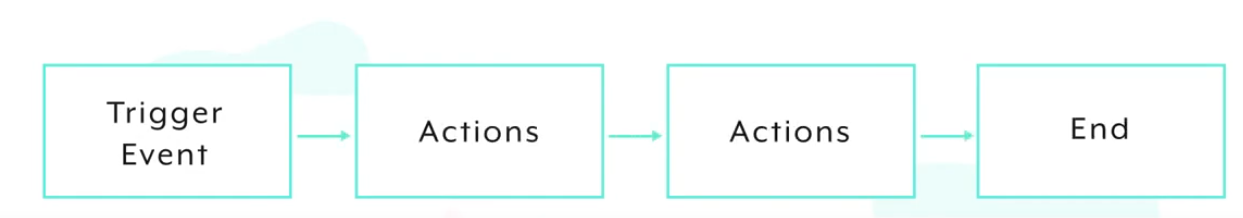 Trigger
Event
Actions
Actions
End